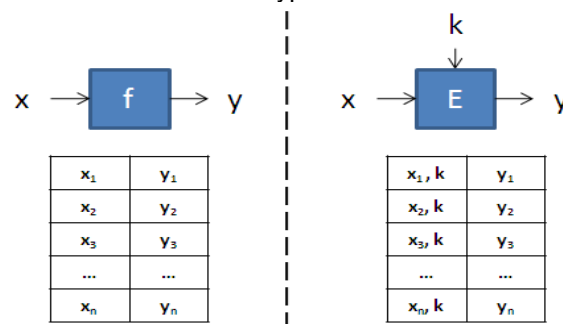 x f y
x₁ y₁
x₂ y₂
x₃ y₃
... ...
xₙ yₙ
k
x E y
x₁, k y₁
x₂, k y₂
x₃, k y₃
... ...
xₙ, k yₙ